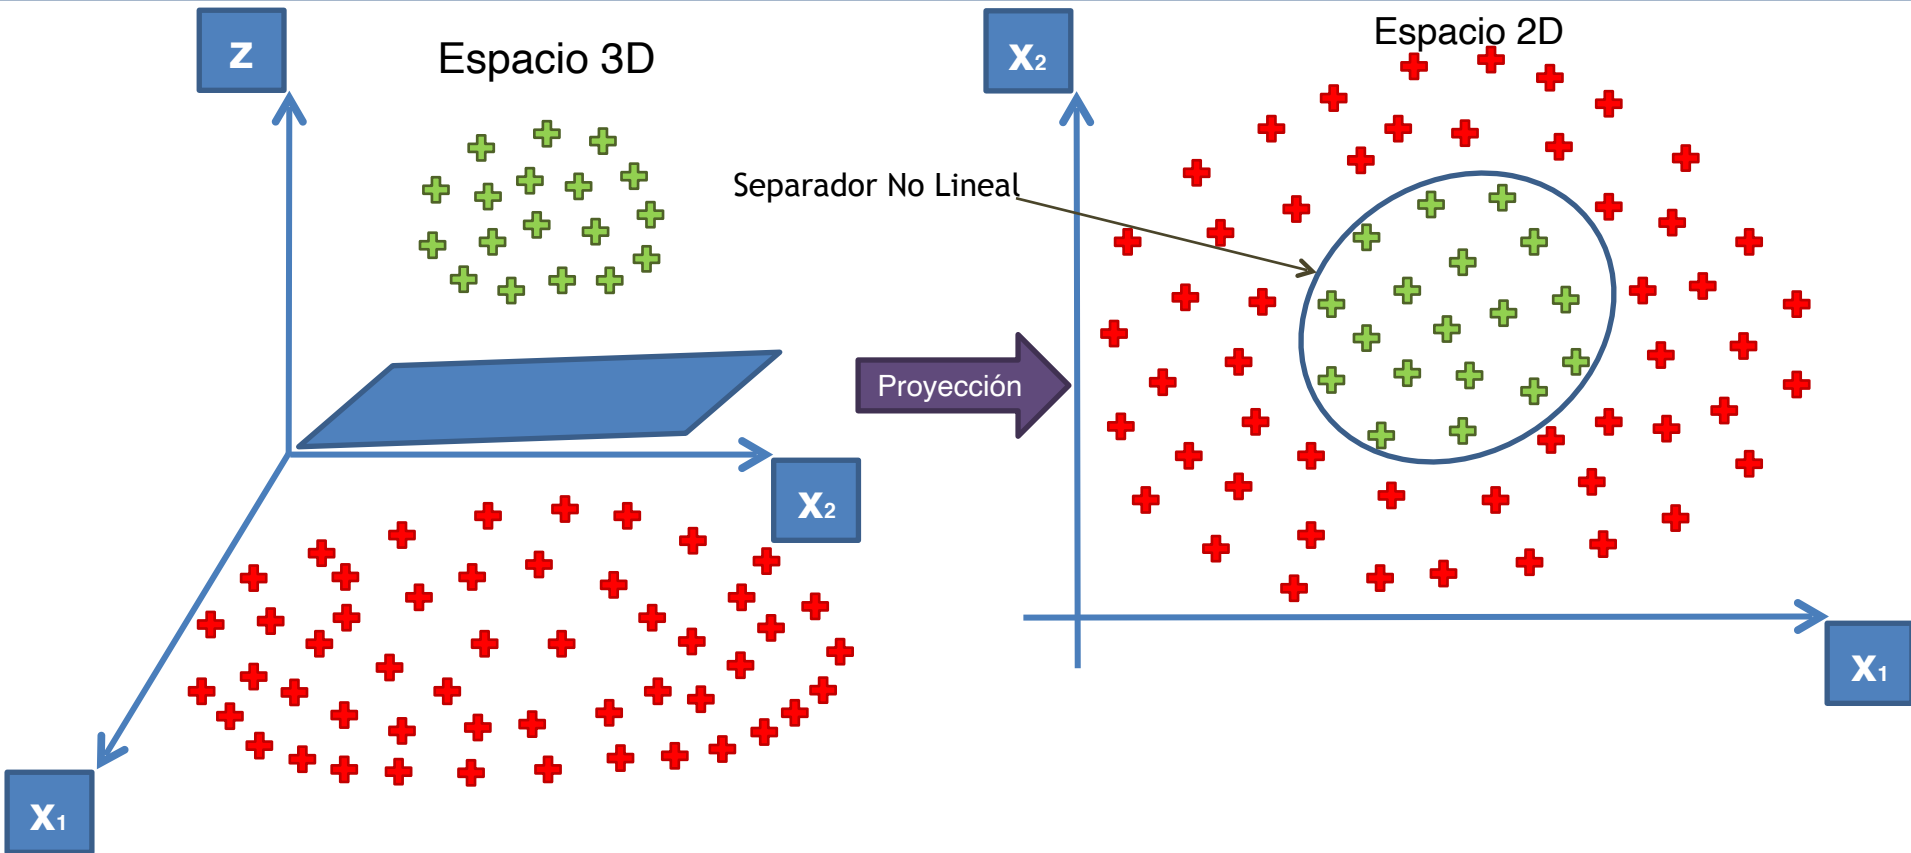 z
Espacio 3D
x₂
Espacio 2D
Separador No Lineal
Proyección
x₂
x₁
x₁